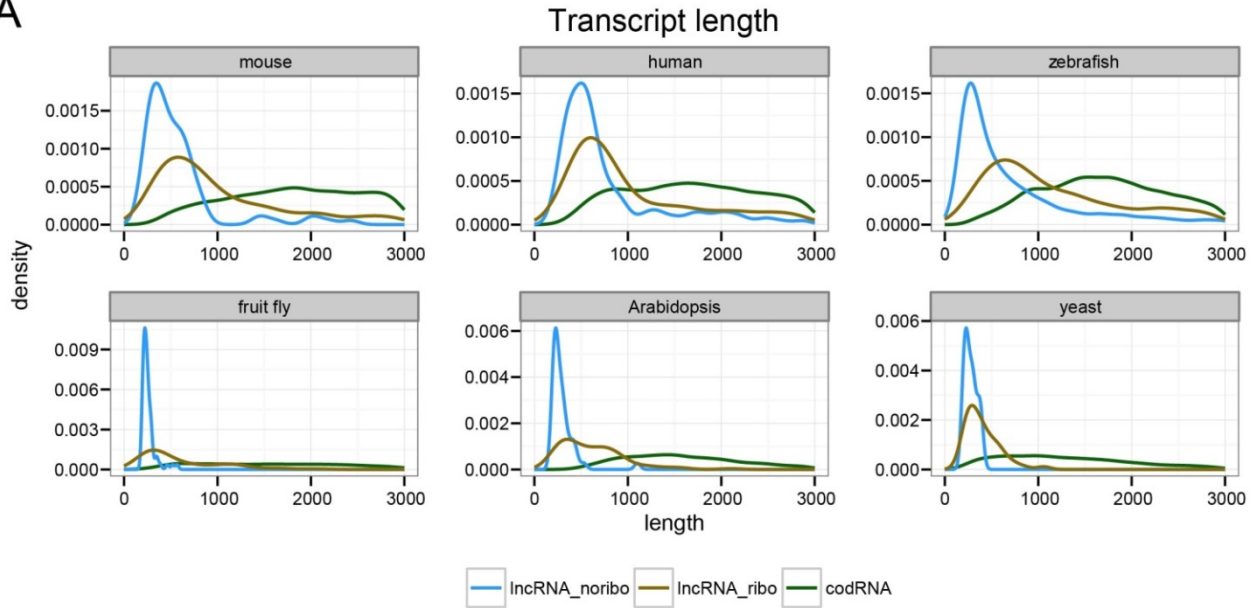 A
Transcript length
mouse
human
zebrafish
0.0015
0.0010
0.0005
0.0000
0.0015
0.0010
0.0005
0.0000
0.0015
0.0010
0.0005
0.0000
0 1000 2000 3000
0 1000 2000 3000
0 1000 2000 3000
density
fruit fly
Arabidopsis
yeast
0.009
0.006
0.003
0.000
0.006
0.004
0.002
0.000
0.006
0.004
0.002
0.000
0 1000 2000 3000
0 1000 2000 3000
0 1000 2000 3000
length
lncRNA_noribo lncRNA_ribo codRNA